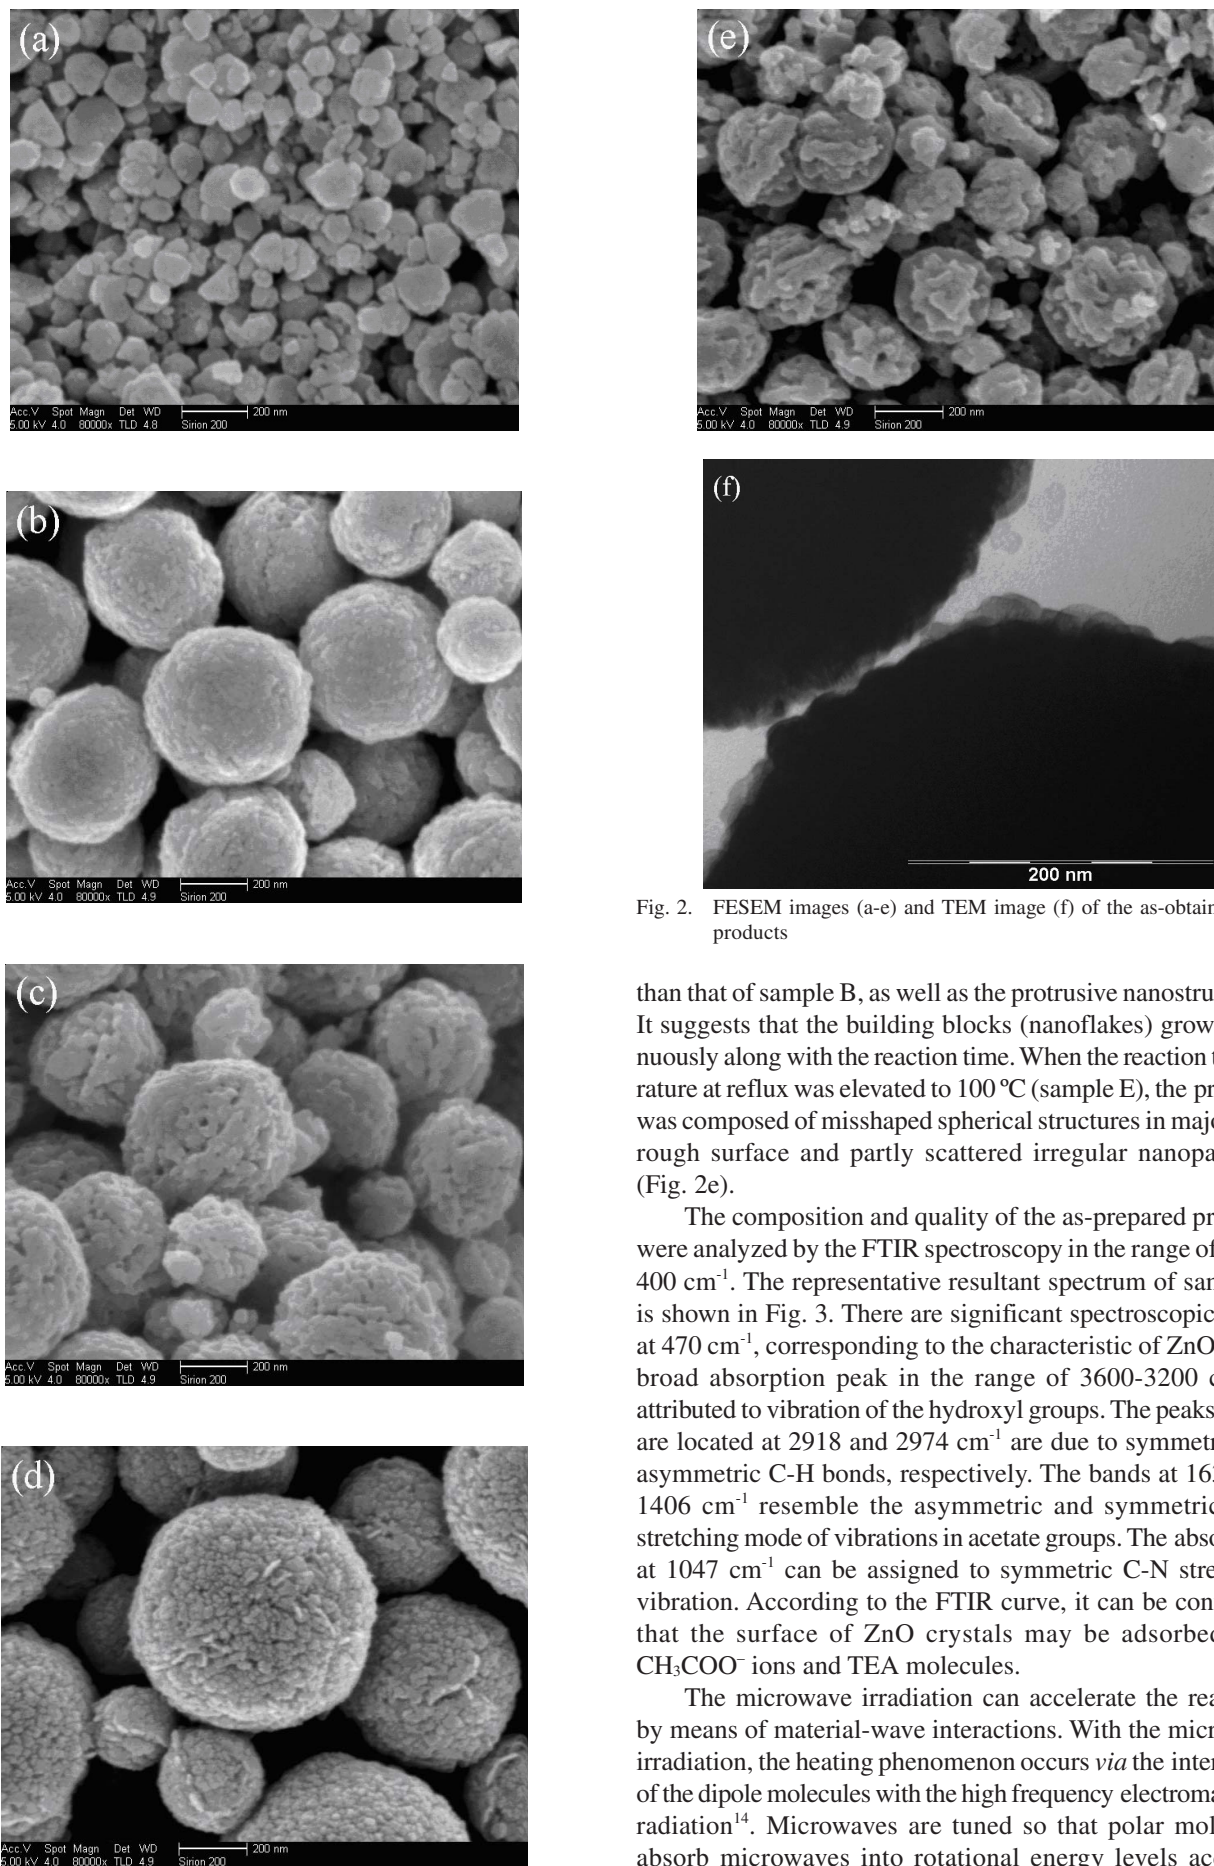 (a)
Acc.V Spot Magn Det WD 200 nm
5.00 kV 4.0 80000x TLD 4.8 Sirion 200
(b)
Acc.V Spot Magn Det WD 200 nm
5.00 kV 4.0 80000x TLD 4.9 Sirion 200
(c)
Acc.V Spot Magn Det WD 200 nm
5.00 kV 4.0 80000x TLD 4.9 Sirion 200
(d)
Acc.V Spot Magn Det WD 200 nm
5.00 kV 4.0 80000x TLD 4.9 Sirion 200
(e)
Acc.V Spot Magn Det WD 200 nm
5.00 kV 4.0 80000x TLD 4.9 Sirion 200
(f)
200 nm
Fig. 2. FESEM images (a-e) and TEM image (f) of the as-obtain
products
than that of sample B, as well as the protrusive nanostru
It suggests that the building blocks (nanoflakes) grow
nuously along with the reaction time. When the reaction t
rature at reflux was elevated to 100 ºC (sample E), the pr
was composed of misshaped spherical structures in majo
rough surface and partly scattered irregular nanopa
(Fig. 2e).
The composition and quality of the as-prepared pr
were analyzed by the FTIR spectroscopy in the range of
400 cm⁻¹. The representative resultant spectrum of sam
is shown in Fig. 3. There are significant spectroscopic
at 470 cm⁻¹, corresponding to the characteristic of ZnO
broad absorption peak in the range of 3600-3200 c
attributed to vibration of the hydroxyl groups. The peaks
are located at 2918 and 2974 cm⁻¹ are due to symmetr
asymmetric C-H bonds, respectively. The bands at 16
1406 cm⁻¹ resemble the asymmetric and symmetric
stretching mode of vibrations in acetate groups. The abso
at 1047 cm⁻¹ can be assigned to symmetric C-N stre
vibration. According to the FTIR curve, it can be con
that the surface of ZnO crystals may be adsorbed
CH₃COO⁻ ions and TEA molecules.
The microwave irradiation can accelerate the rea
by means of material-wave interactions. With the micr
irradiation, the heating phenomenon occurs via the inter
of the dipole molecules with the high frequency electroma
radiation¹⁴. Microwaves are tuned so that polar mol
absorb microwaves into rotational energy levels acc